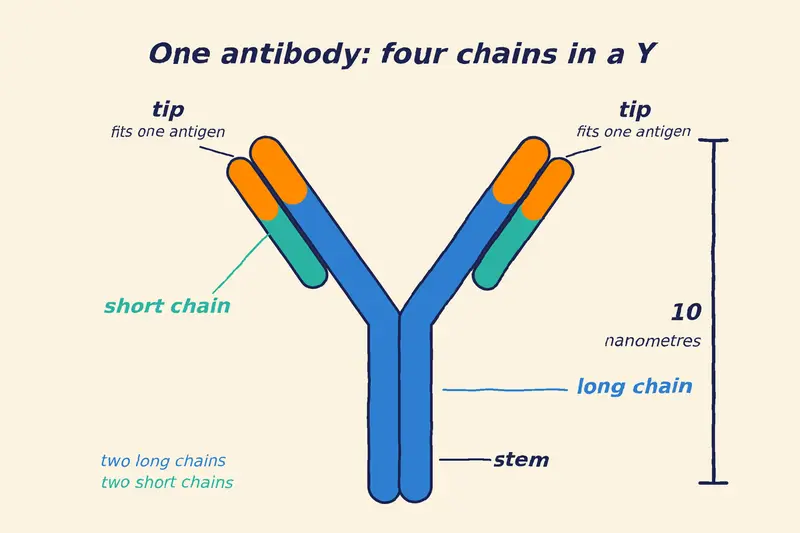 One antibody: four chains in a Y
tip
fits one antigen
tip
fits one antigen
short chain
10
nanometres
long chain
stem
two long chains
two short chains